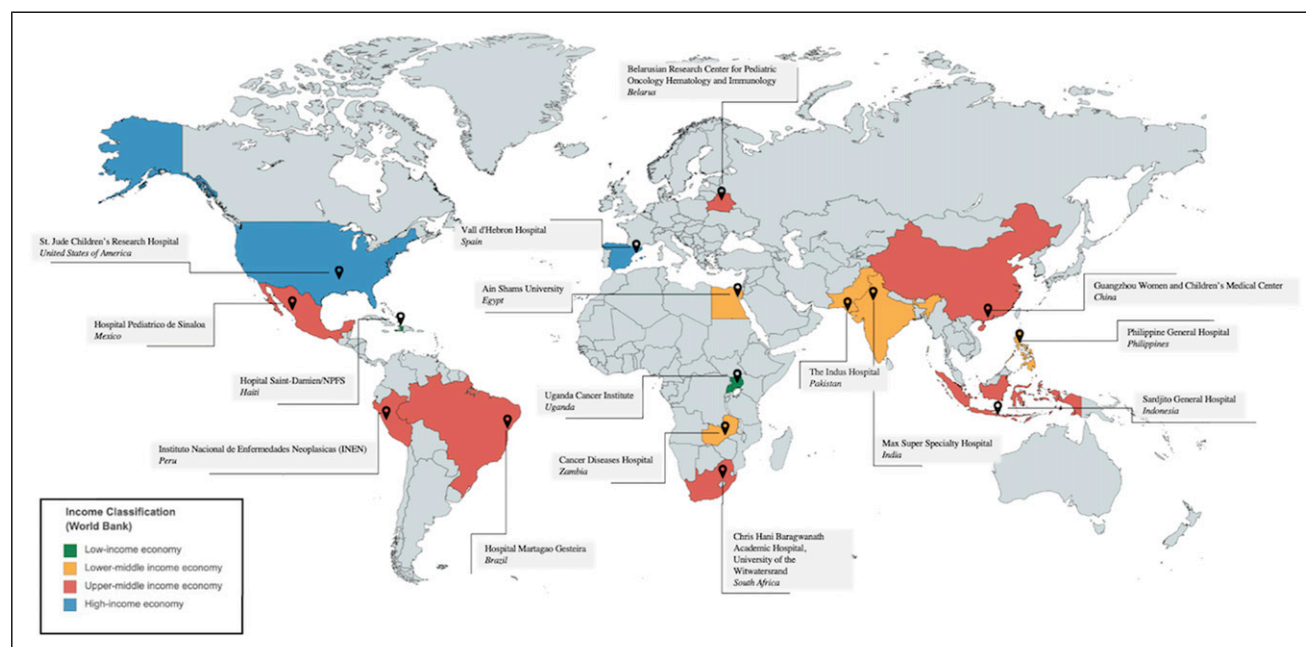 Belarusian Research Center for Pediatric
Oncology Hematology and Immunology
Belarus
St. Jude Children's Research Hospital
United States of America
Vall d'Hebron Hospital
Spain
Ain Shams University
Egypt
Guangzhou Women and Children's Medical Center
China
Hospital Pediatrico de Sinaloa
Mexico
Philippine General Hospital
Philippines
Hopital Saint-Damien/NPFS
Haiti
The Indus Hospital
Pakistan
Uganda Cancer Institute
Uganda
Sardjito General Hospital
Indonesia
Instituto Nacional de Enfermedades Neoplasicas (INEN)
Peru
Cancer Diseases Hospital
Zambia
Max Super Specialty Hospital
India
Hospital Martagao Gesteira
Brazil
Chris Hani Baragwanath
Academic Hospital,
University of the
Witwatersrand
South Africa
Income Classification
(World Bank)
Low-income economy
Lower-middle income economy
Upper-middle income economy
High-income economy